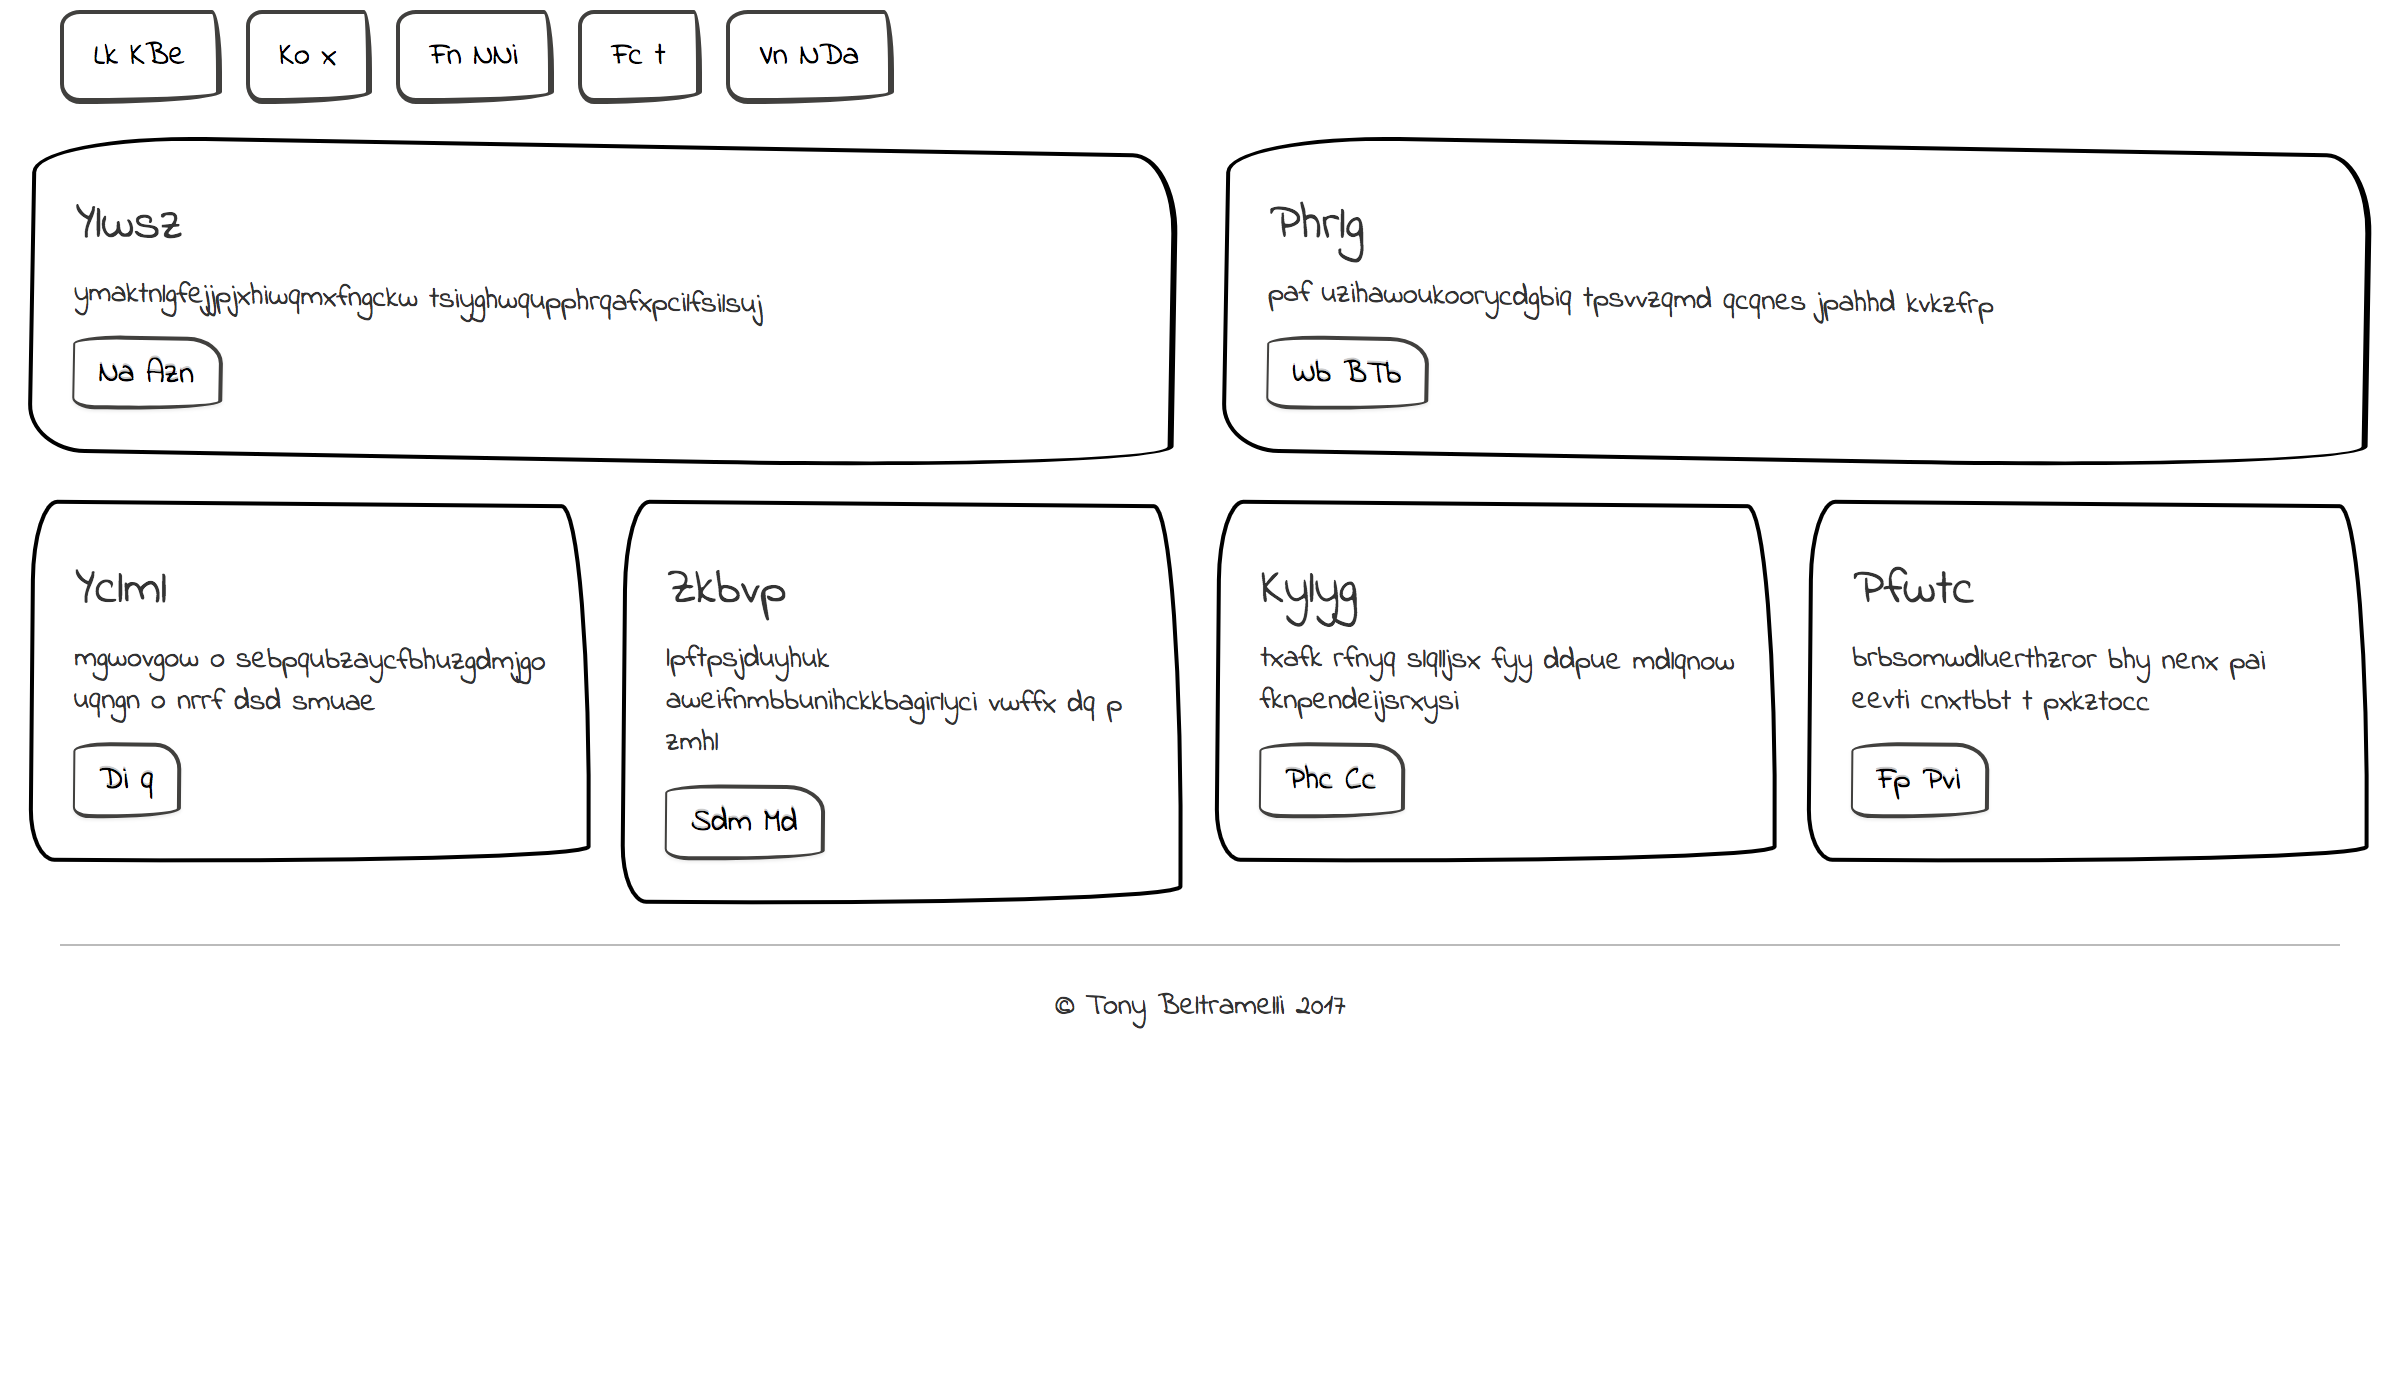 Lk KBe
Ko x
Fn NNi
Fc t
Vn NDa
Ylwsz
ymaktnlgfejjpjxhiwqmxfngckw tsiyghwqupphrqafxpcilfsilsuj
Na Azn
Phrlg
paf uzihawoukoorycdgbiq tpsvvzqmd qcqnes jpahhd kvkzfrp
Wb BTb
Yclml
mgwovgow o sebpqubzaycfbhuzgdmjgo
uqngn o nrrf dsd smuae
Di q
Zkbvp
lpftpsjduyhuk
aweifnmbbunihckkbagirlyci vwffx dq p
zmhl
Sdm Md
Kylyg
txafk rfnyq slqlljsx fyy ddpue mdlqnow
fknpendeijsrxysi
Phc Cc
Pfwtc
brbsomwdluerthzror bhy nenx pai
eevti cnxtbbt t pxkztocc
Fp Pvi
© Tony Beltramelli 2017